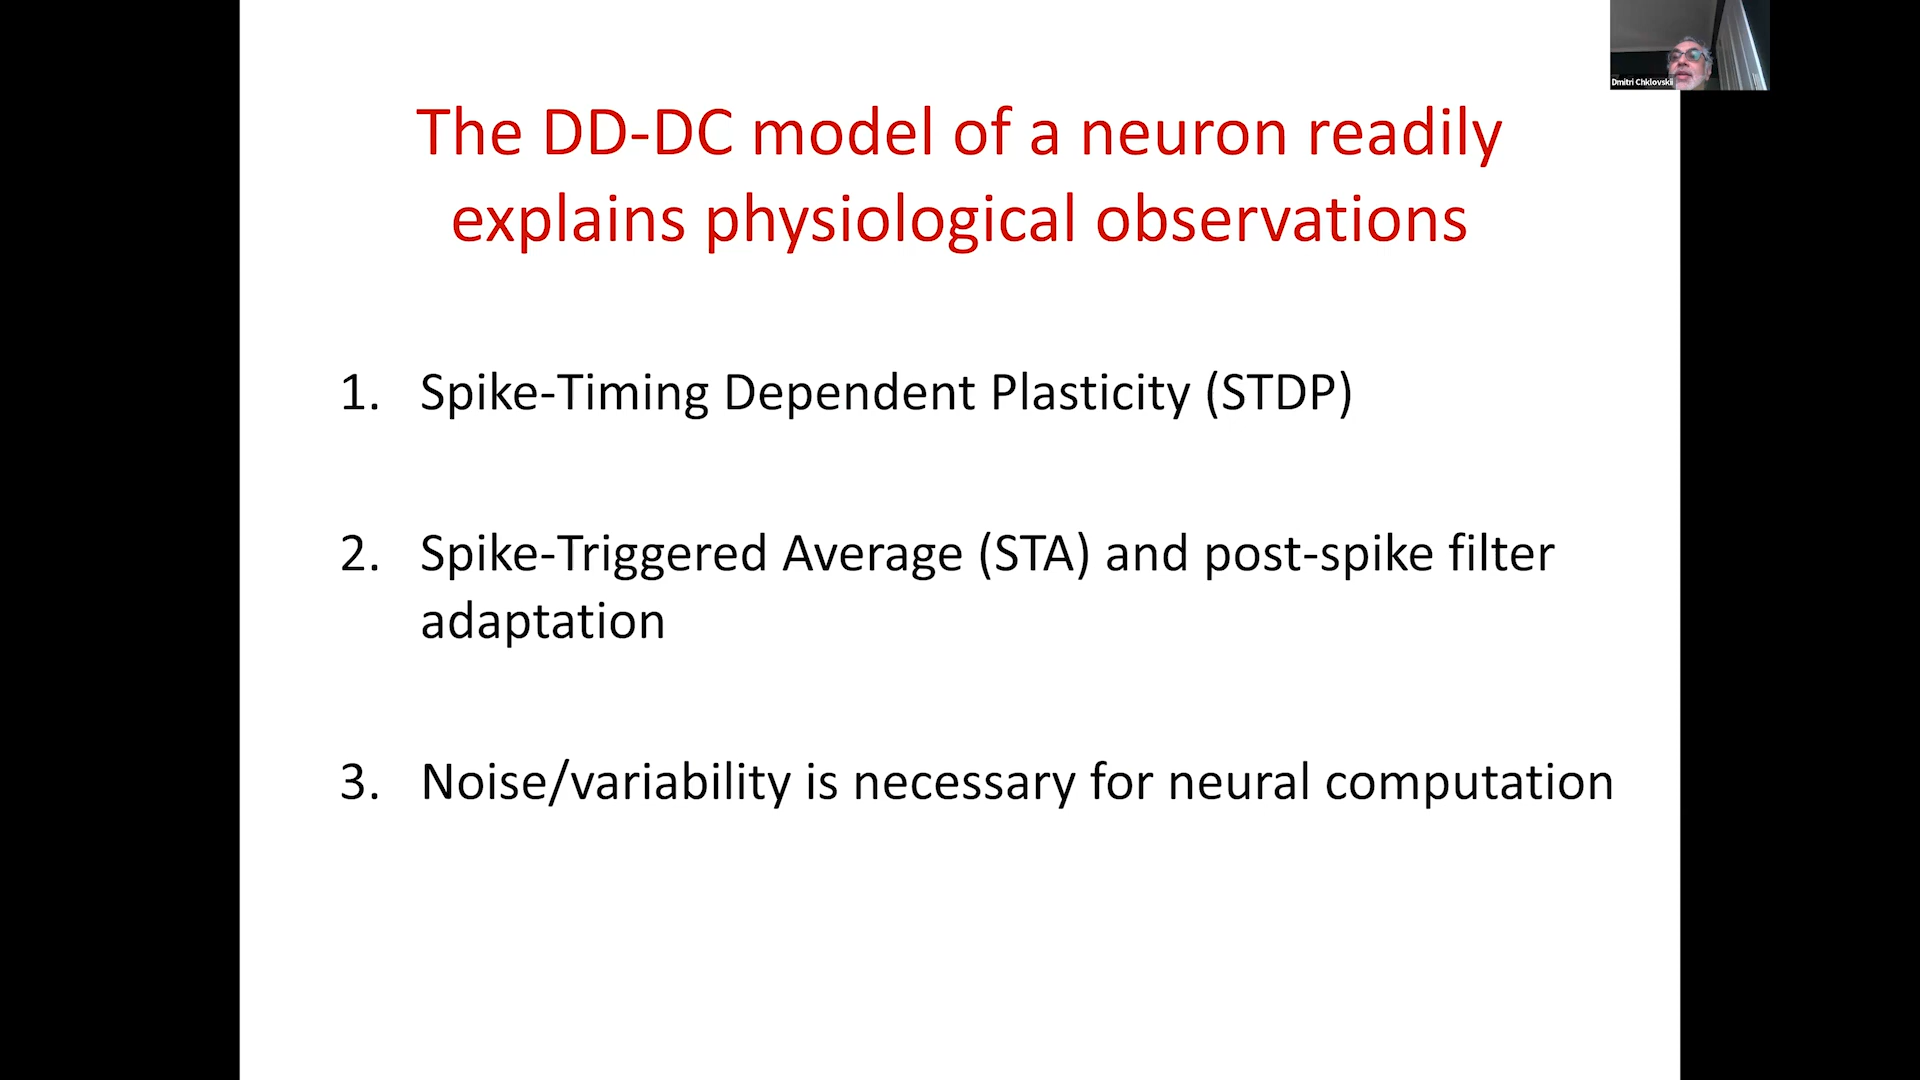 Dmitri Chklovskii
The DD-DC model of a neuron readily
explains physiological observations
1. Spike-Timing Dependent Plasticity (STDP)
2. Spike-Triggered Average (STA) and post-spike filter
adaptation
3. Noise/variability is necessary for neural computation